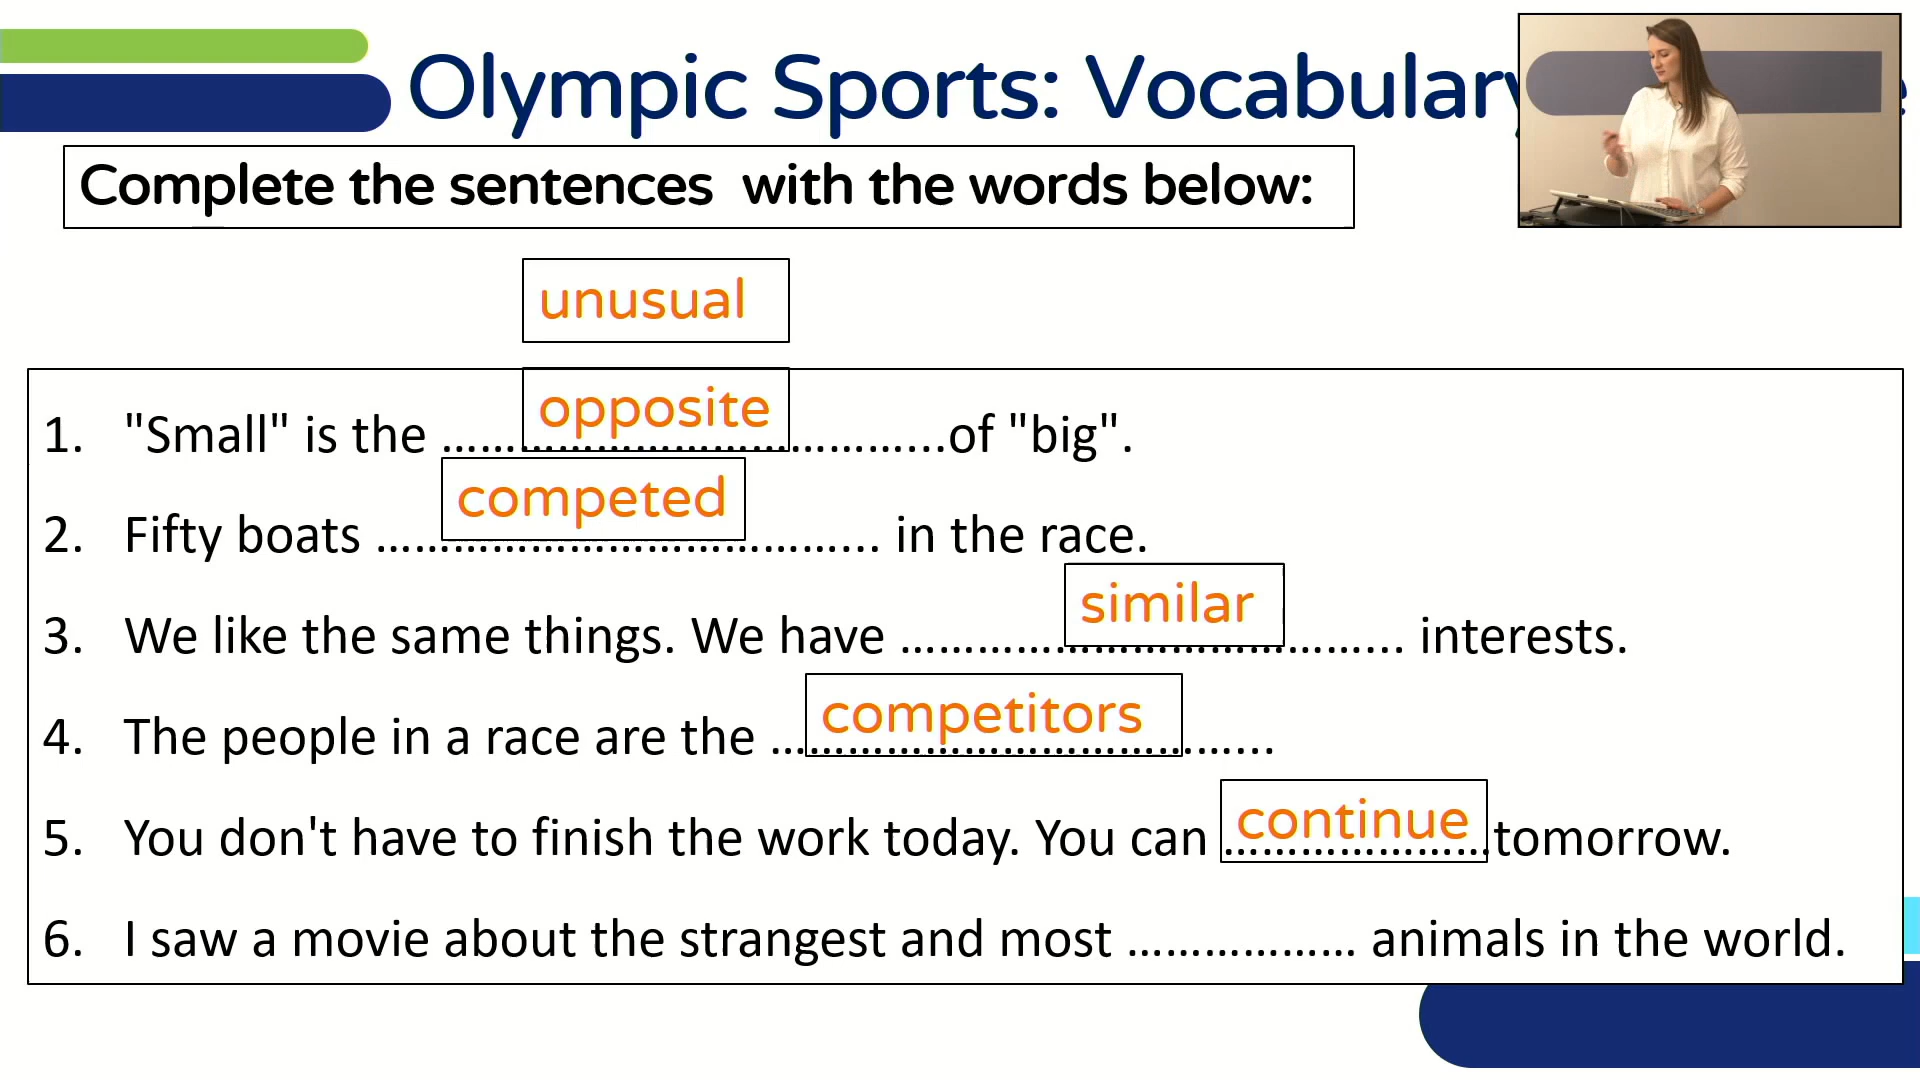 Olympic Sports: Vocabulary
Complete the sentences with the words below:
unusual
1. "Small" is the ……opposite………...of "big".
2. Fifty boats ……competed………... in the race.
3. We like the same things. We have ………similar………... interests.
4. The people in a race are the …competitors……...
5. You don't have to finish the work today. You can continue tomorrow.
6. I saw a movie about the strangest and most ……………… animals in the world.